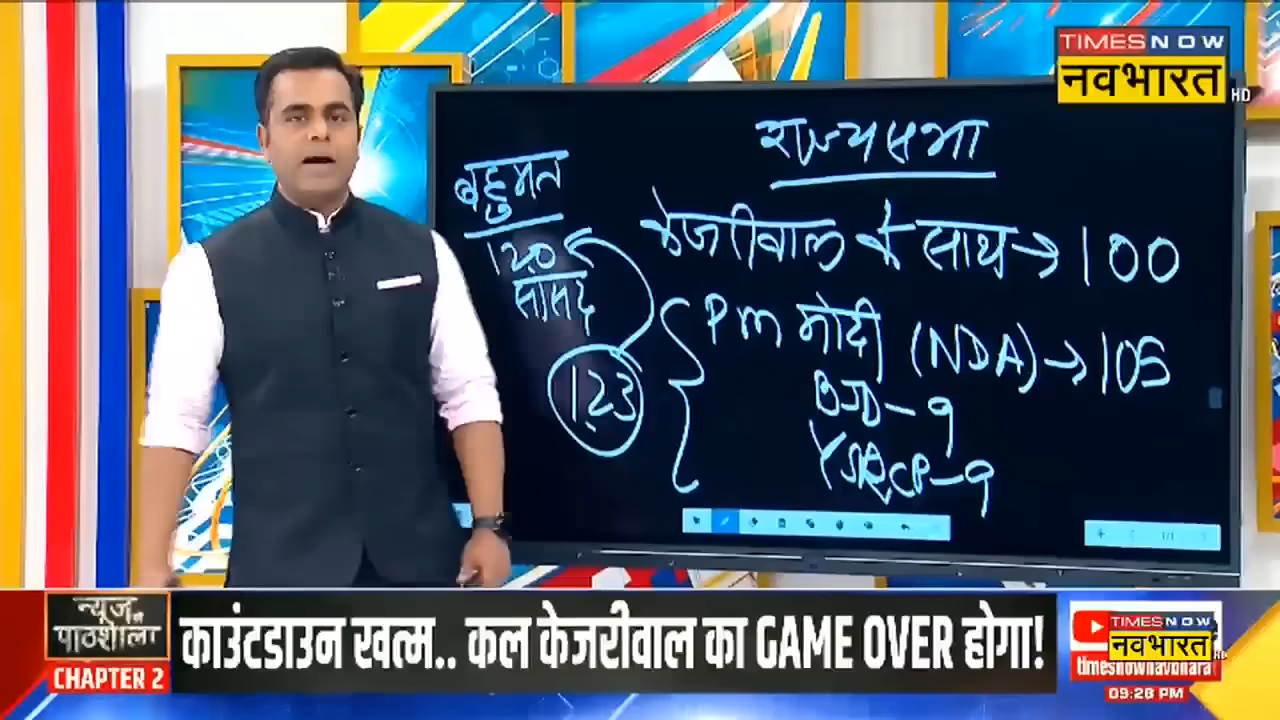 TIMES NOW
नवभारत
HD
राज्यसभा
बहुमत
120
सांसद
123
केजरीवाल के साथ→100
PM मोदी (NDA)→105
BJD-9
YSRCP-9
1/1
न्यूज की पाठशाला
CHAPTER 2
काउंटडाउन खत्म.. कल केजरीवाल का GAME OVER होगा!
TIMES NOW
नवभारत
timesnownavbharat
09:28 PM